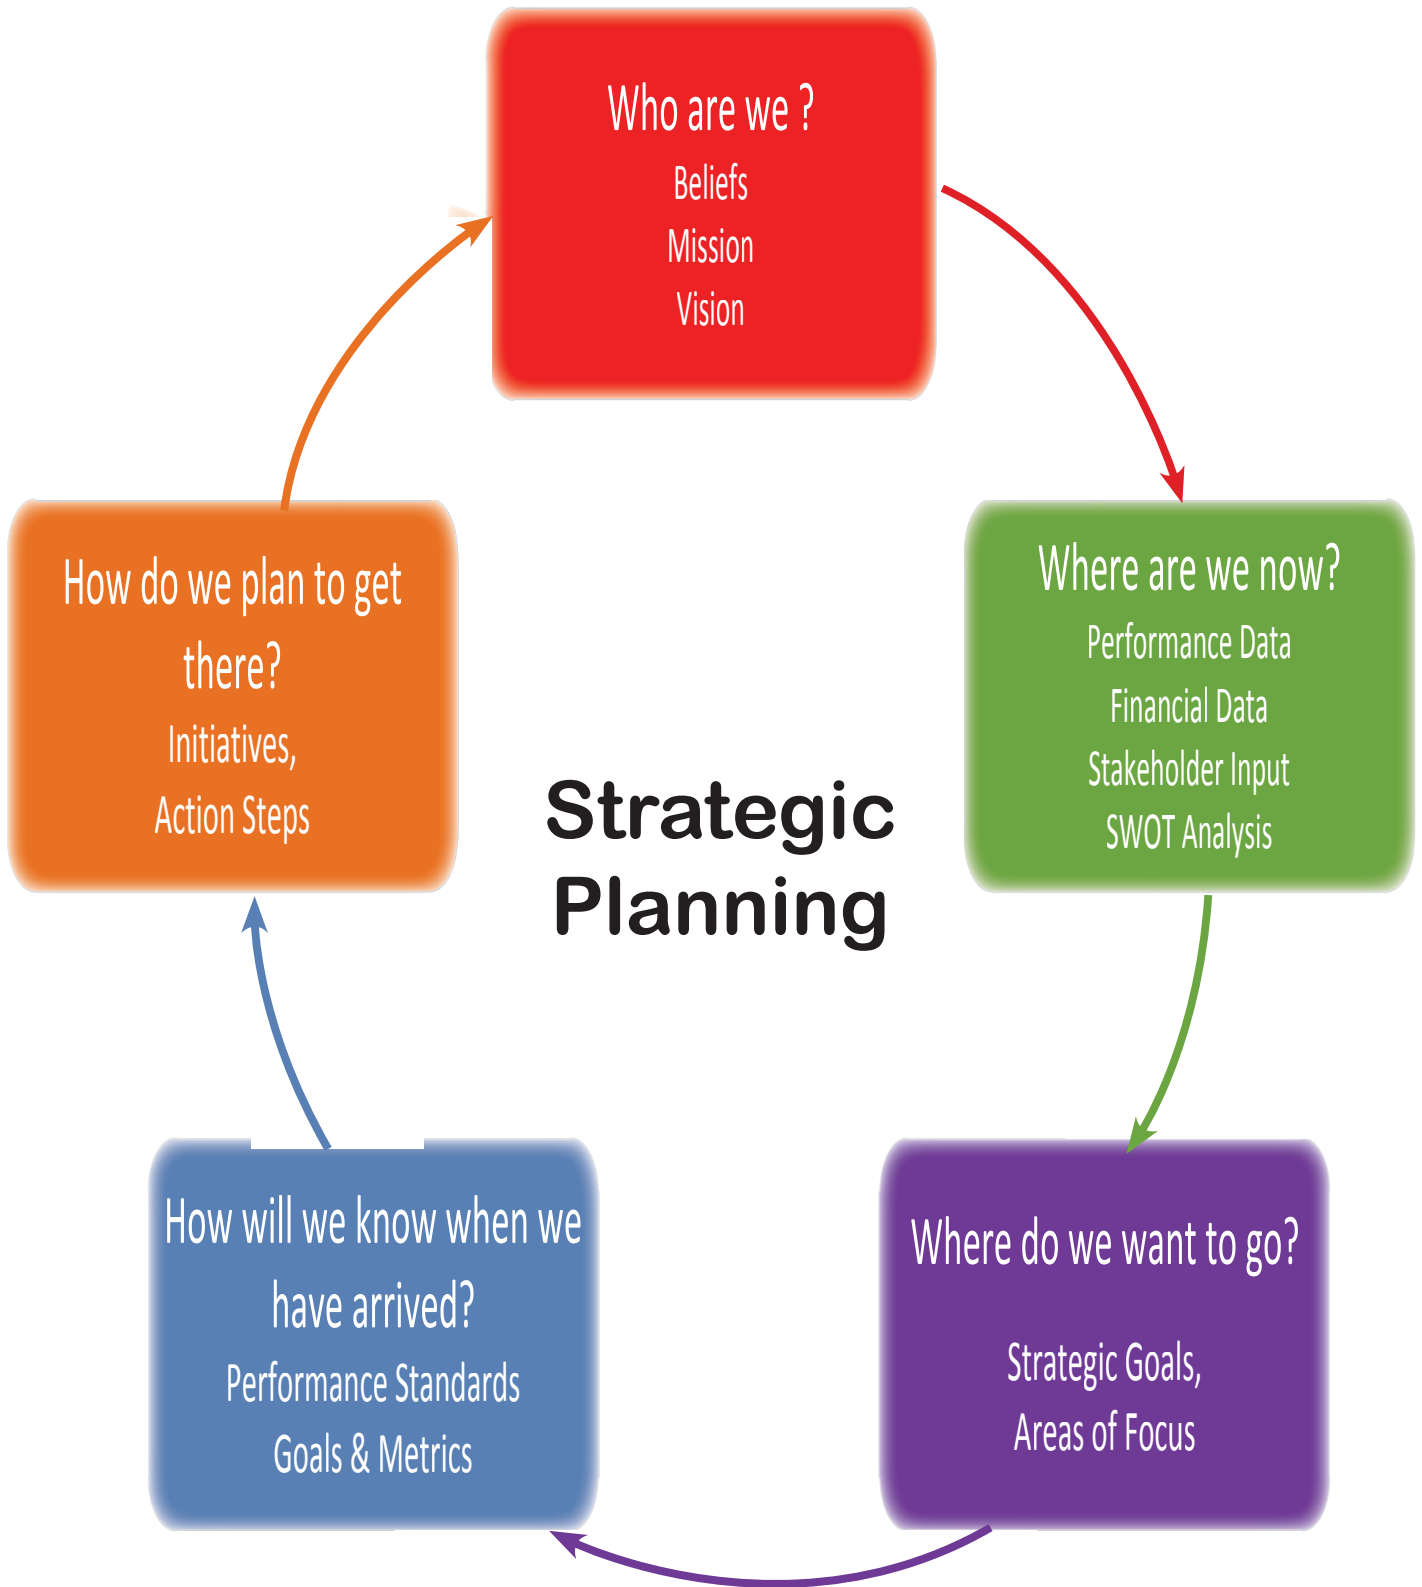 Who are we ?
Beliefs
Mission
Vision
Where are we now?
Performance Data
Financial Data
Stakeholder Input
SWOT Analysis
Where do we want to go?
Strategic Goals,
Areas of Focus
How will we know when we
have arrived?
Performance Standards
Goals & Metrics
How do we plan to get
there?
Initiatives,
Action Steps
Strategic
Planning